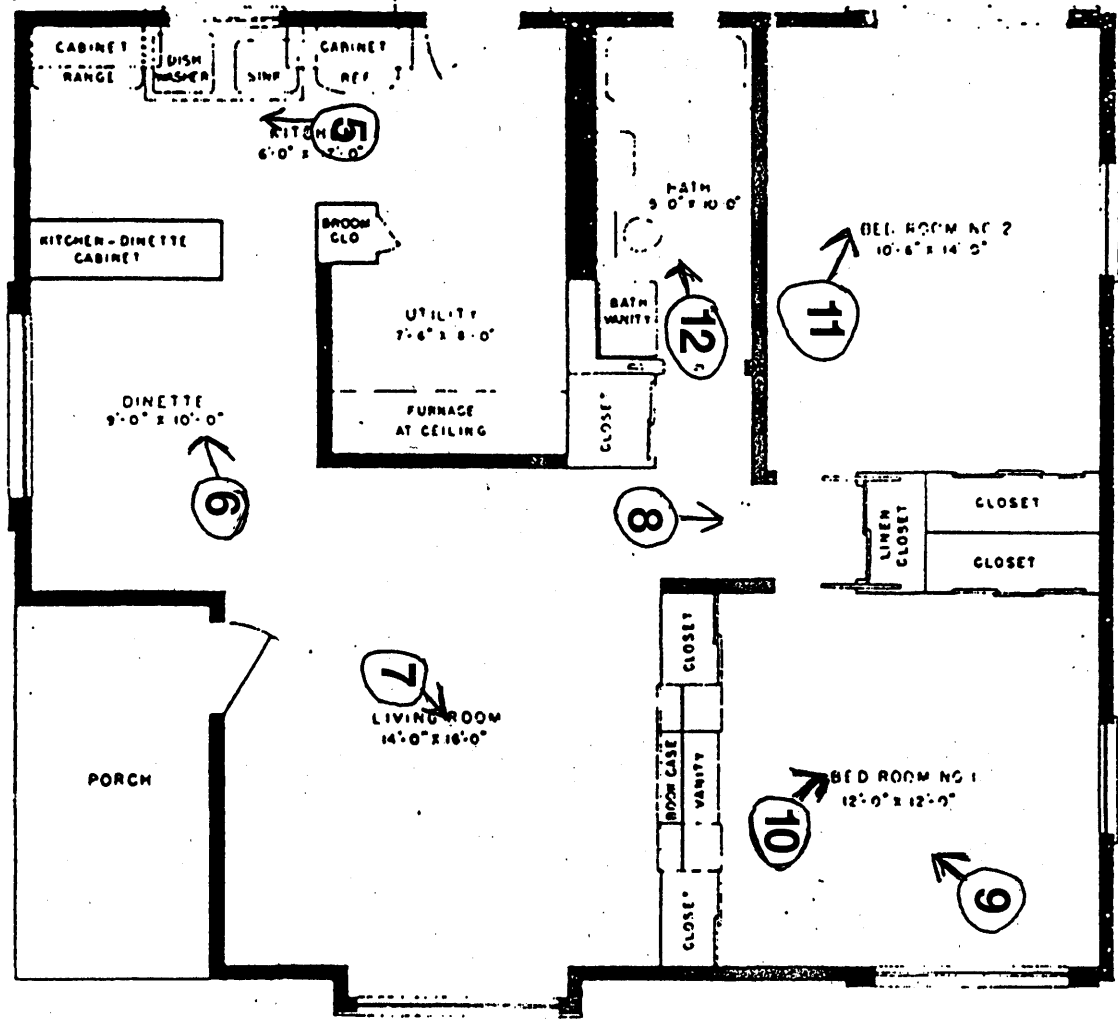 CABINET
RANGE
DISH
WASHER
SINK
CABINET
REF
5
KITCH
BATH
5'-0" X 10'-0"
BED ROOM NO 2
10'-6" X 14'-0"
BROOM
CLO
KITCHEN-DINETTE
CABINET
UTILITY
7'-6" X 8'-0"
BATH
VANITY
12
11
DINETTE
9'-0" X 10'-0"
FURNACE
AT CEILING
CLOSET
6
8
LINEN
CLOSET
CLOSET
CLOSET
CLOSET
7
LIVING ROOM
14'-0" X 16'-0"
PORCH
BOOK CASE
VANITY
BED ROOM NO 1
12'-0" X 12'-0"
10
9
CLOSET